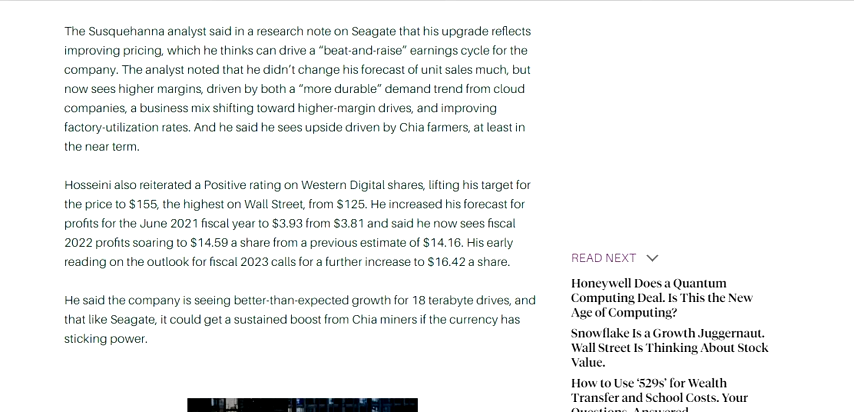 The Susquehanna analyst said in a research note on Seagate that his upgrade reflects
improving pricing, which he thinks can drive a “beat-and-raise” earnings cycle for the
company. The analyst noted that he didn’t change his forecast of unit sales much, but
now sees higher margins, driven by both a “more durable” demand trend from cloud
companies, a business mix shifting toward higher-margin drives, and improving
factory-utilization rates. And he said he sees upside driven by Chia farmers, at least in
the near term.
Hosseini also reiterated a Positive rating on Western Digital shares, lifting his target for
the price to $155, the highest on Wall Street, from $125. He increased his forecast for
profits for the June 2021 fiscal year to $3.93 from $3.81 and said he now sees fiscal
2022 profits soaring to $14.59 a share from a previous estimate of $14.16. His early
reading on the outlook for fiscal 2023 calls for a further increase to $16.42 a share.
He said the company is seeing better-than-expected growth for 18 terabyte drives, and
that like Seagate, it could get a sustained boost from Chia miners if the currency has
sticking power.
READ NEXT
Honeywell Does a Quantum
Computing Deal. Is This the New
Age of Computing?
Snowflake Is a Growth Juggernaut.
Wall Street Is Thinking About Stock
Value.
How to Use ‘529s’ for Wealth
Transfer and School Costs. Your
Questions, Answered.